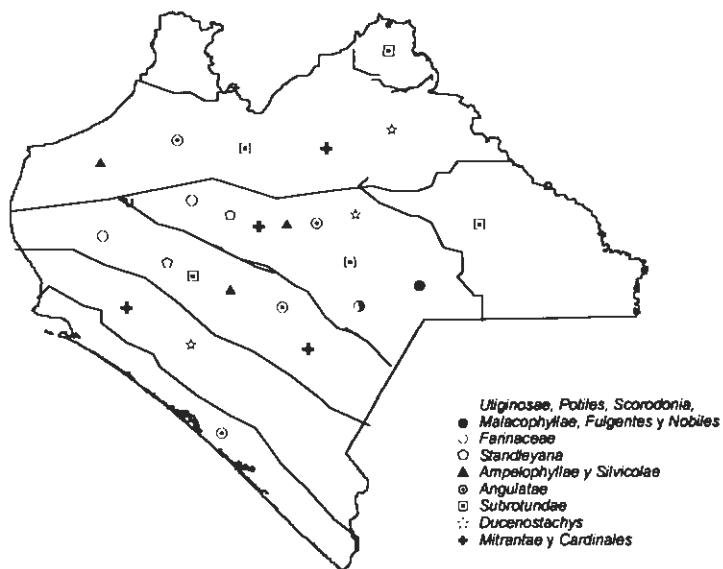 Uliginosae, Potiles, Scorodonia,
Malacophyllae, Fulgentes y Nobiles
Farinaceae
Standleyana
Ampelophyllae y Silvicolae
Angulatae
Subrotundae
Ducenostachys
Mitrantae y Cardinales